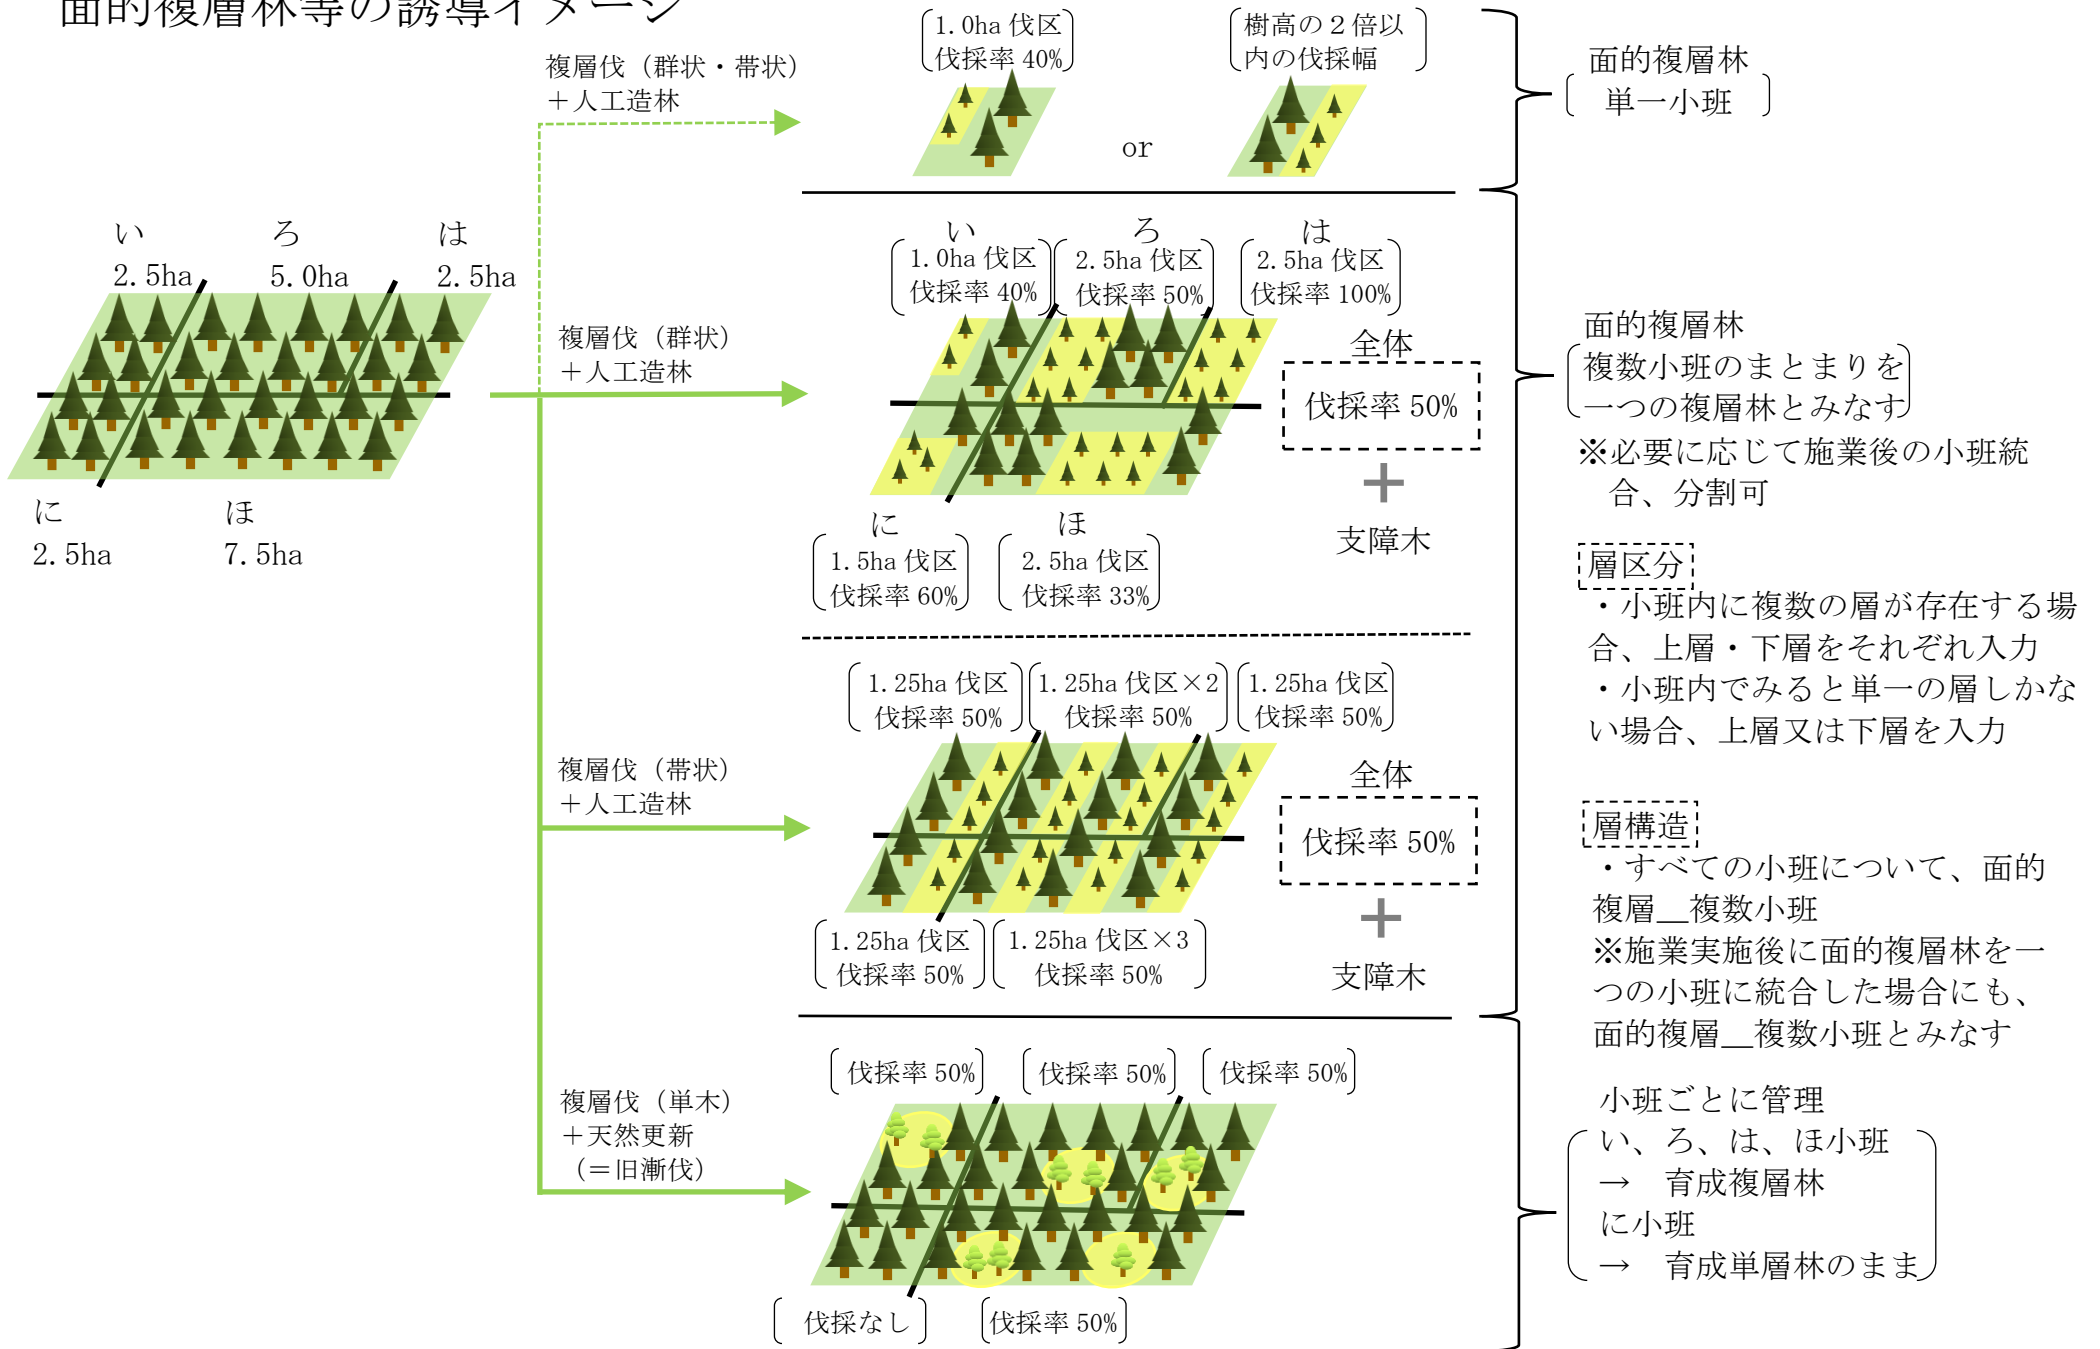 面的複層林等の誘導イメージ
複層伐（群状・帯状）
＋人工造林
1.0ha 伐区
伐採率 40%
or
樹高の２倍以
内の伐採幅
面的複層林
単一小班
い
2.5ha
ろ
5.0ha
は
2.5ha
に
2.5ha
ほ
7.5ha
複層伐（群状）
＋人工造林
い
1.0ha 伐区
伐採率 40%
ろ
2.5ha 伐区
伐採率 50%
は
2.5ha 伐区
伐採率 100%
に
1.5ha 伐区
伐採率 60%
ほ
2.5ha 伐区
伐採率 33%
全体
伐採率 50%
＋
支障木
面的複層林
複数小班のまとまりを
一つの複層林とみなす
※必要に応じて施業後の小班統
合、分割可
層区分
・小班内に複数の層が存在する場
合、上層・下層をそれぞれ入力
・小班内でみると単一の層しかな
い場合、上層又は下層を入力
複層伐（帯状）
＋人工造林
1.25ha 伐区
伐採率 50%
1.25ha 伐区×2
伐採率 50%
1.25ha 伐区
伐採率 50%
1.25ha 伐区
伐採率 50%
1.25ha 伐区×3
伐採率 50%
全体
伐採率 50%
＋
支障木
層構造
・すべての小班について、面的
複層＿複数小班
※施業実施後に面的複層林を一
つの小班に統合した場合にも、
面的複層＿複数小班とみなす
複層伐（単木）
＋天然更新
（＝旧漸伐）
伐採率 50%
伐採率 50%
伐採率 50%
伐採なし
伐採率 50%
小班ごとに管理
い、ろ、は、ほ小班
→　育成複層林
に小班
→　育成単層林のまま